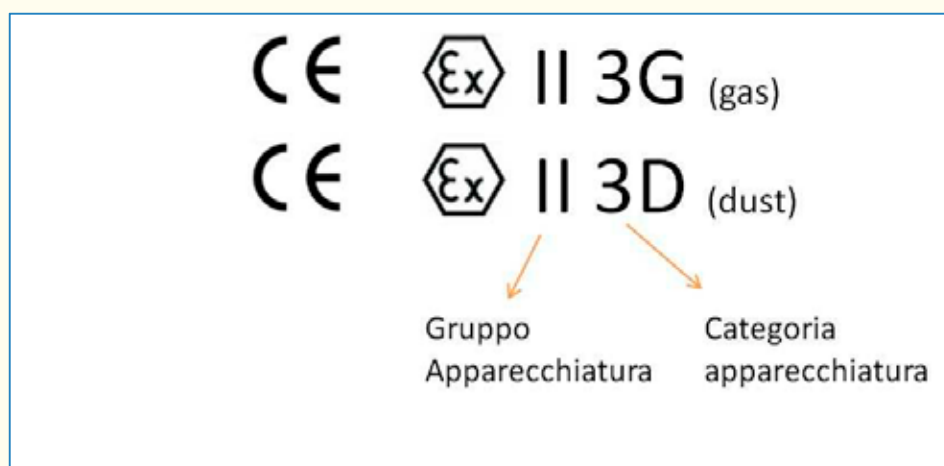 CE Ex II 3G (gas)
CE Ex II 3D (dust)
Gruppo Categoria
Apparecchiatura apparecchiatura